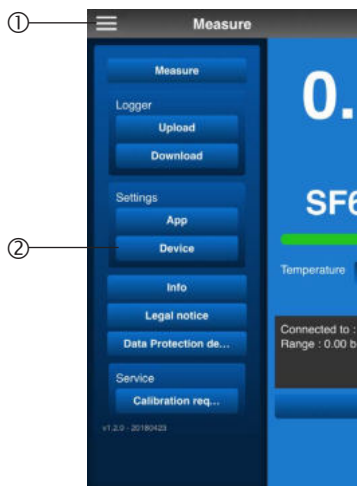 ①
Measure
Measure
Logger
Upload
Download
Settings
App
② Device
Info
Legal notice
Data Protection de...
Service
Calibration req...
v1.2.0 - 20180423
0.
SF6
Temperature
Connected to :
Range : 0.00 b